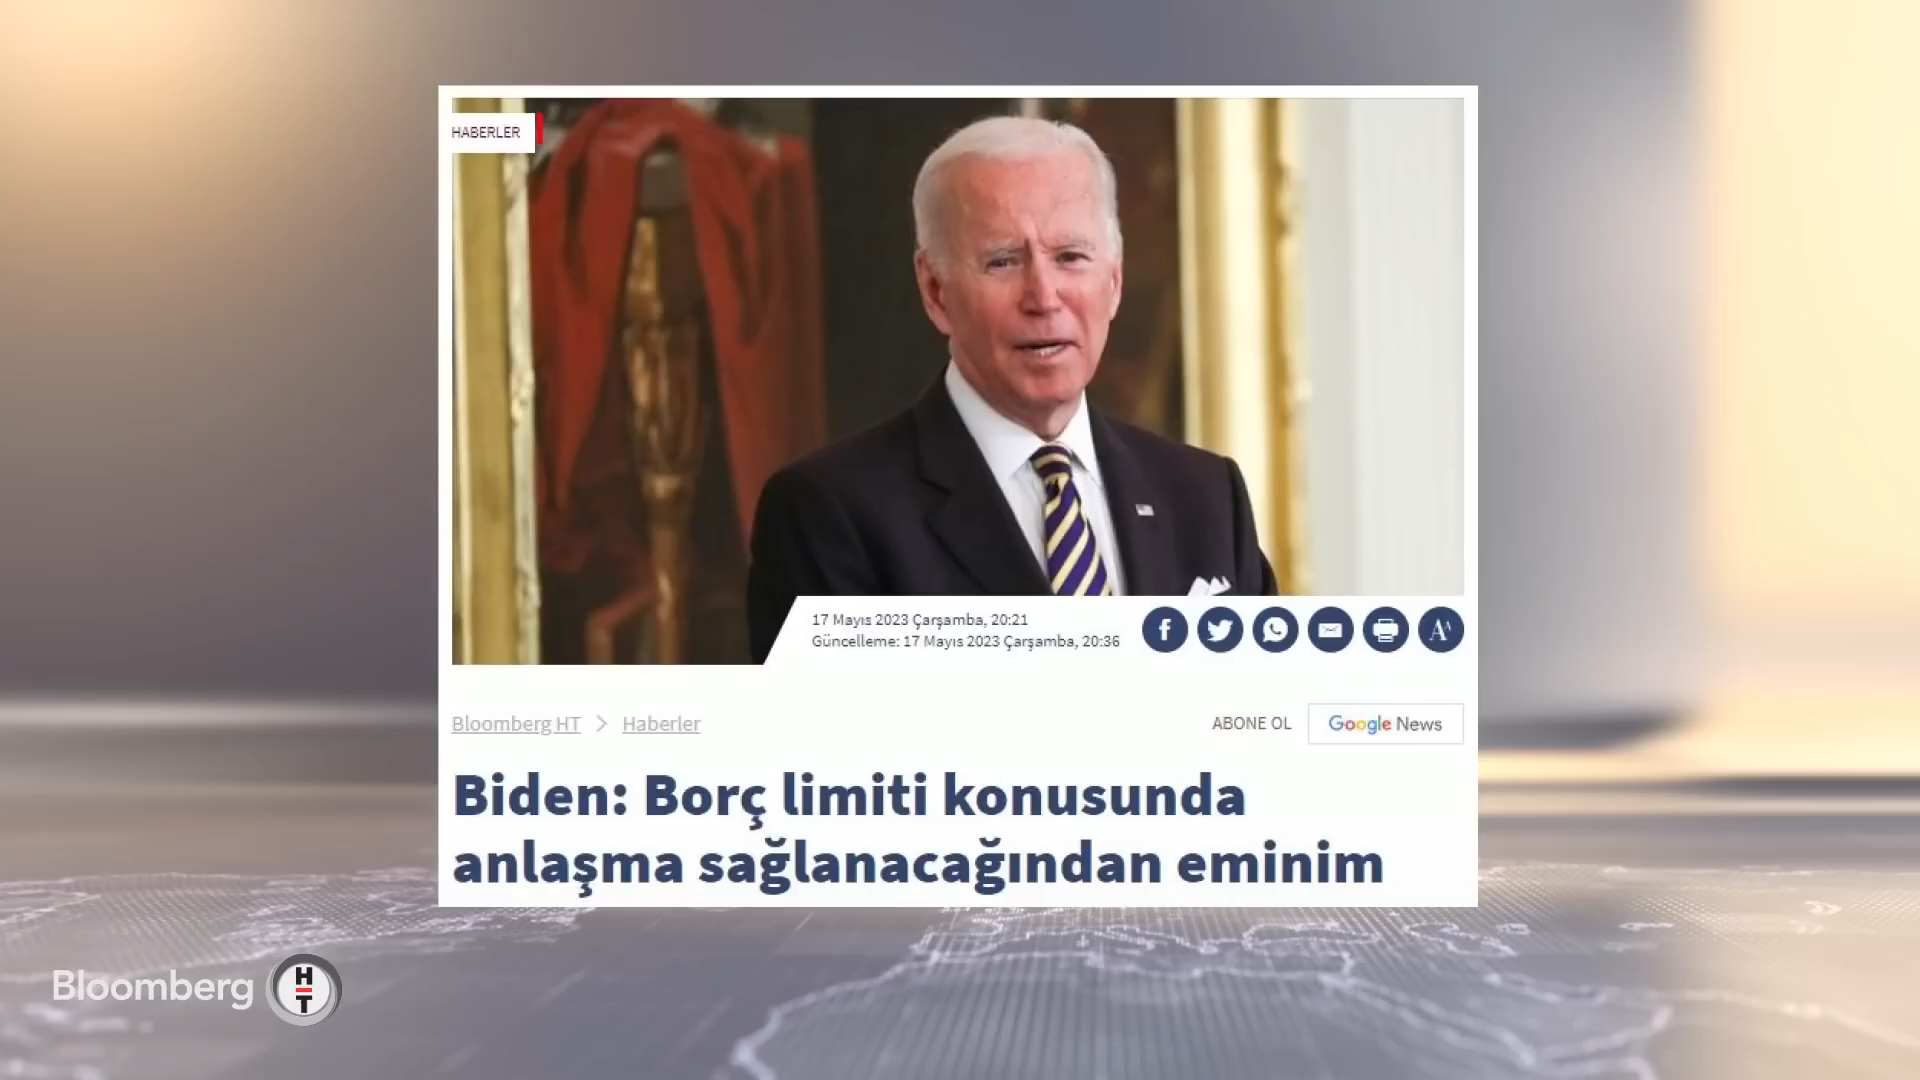 HABERLER
17 Mayıs 2023 Çarşamba, 20:21
Güncelleme: 17 Mayıs 2023 Çarşamba, 20:36
Bloomberg HT > Haberler
ABONE OL Google News
Biden: Borç limiti konusunda
anlaşma sağlanacağından eminim
Bloomberg HT